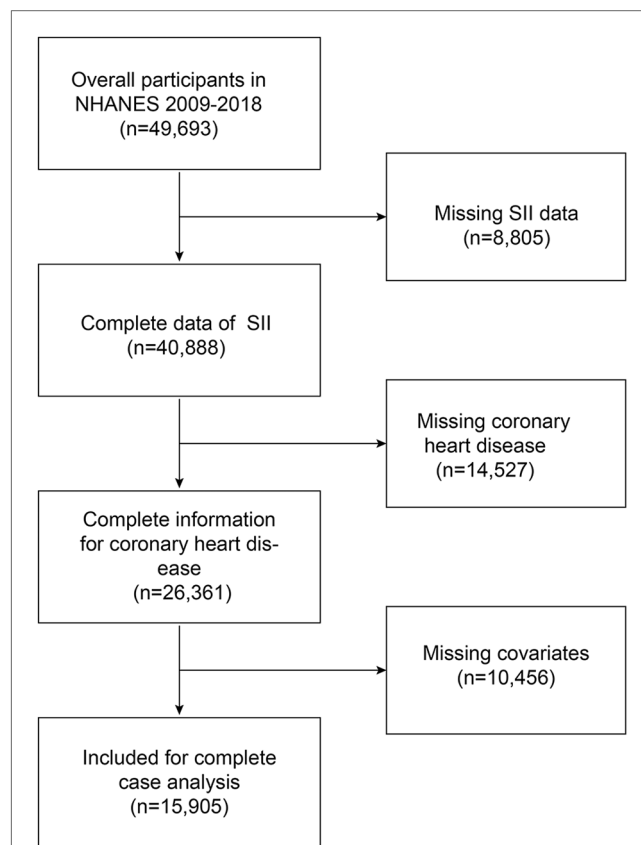 Overall participants in
NHANES 2009-2018
(n=49,693)
Missing SII data
(n=8,805)
Complete data of SII
(n=40,888)
Missing coronary
heart disease
(n=14,527)
Complete information
for coronary heart dis-
ease
(n=26,361)
Missing covariates
(n=10,456)
Included for complete
case analysis
(n=15,905)